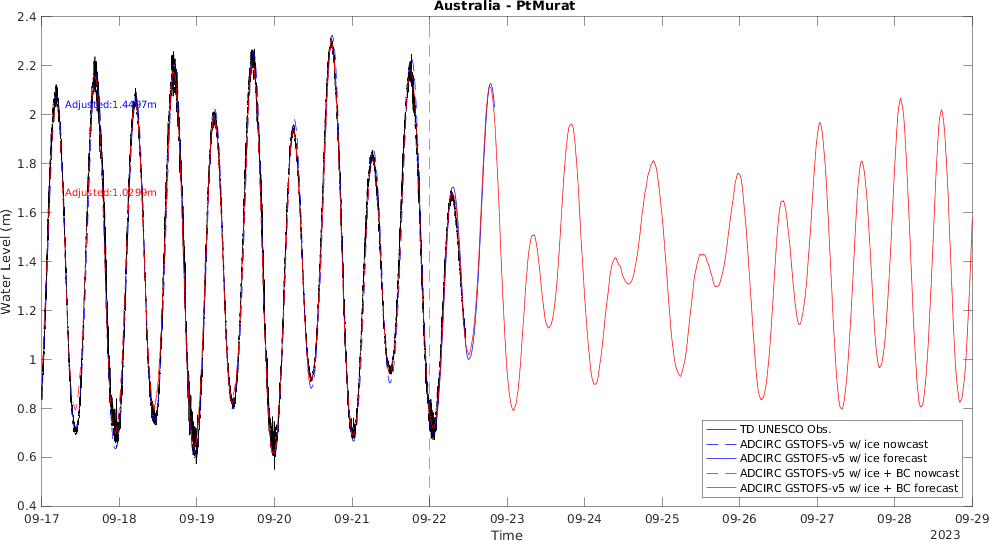 Australia - PtMurat
2.4
2.2
2
1.8
1.6
1.4
1.2
1
0.8
0.6
0.4
Water Level (m)
Adjusted:1.4497m
Adjusted:1.0299m
TD UNESCO Obs.
ADCIRC GSTOFS-v5 w/ ice nowcast
ADCIRC GSTOFS-v5 w/ ice forecast
ADCIRC GSTOFS-v5 w/ ice + BC nowcast
ADCIRC GSTOFS-v5 w/ ice + BC forecast
09-17 09-18 09-19 09-20 09-21 09-22 09-23 09-24 09-25 09-26 09-27 09-28 09-29
Time
2023